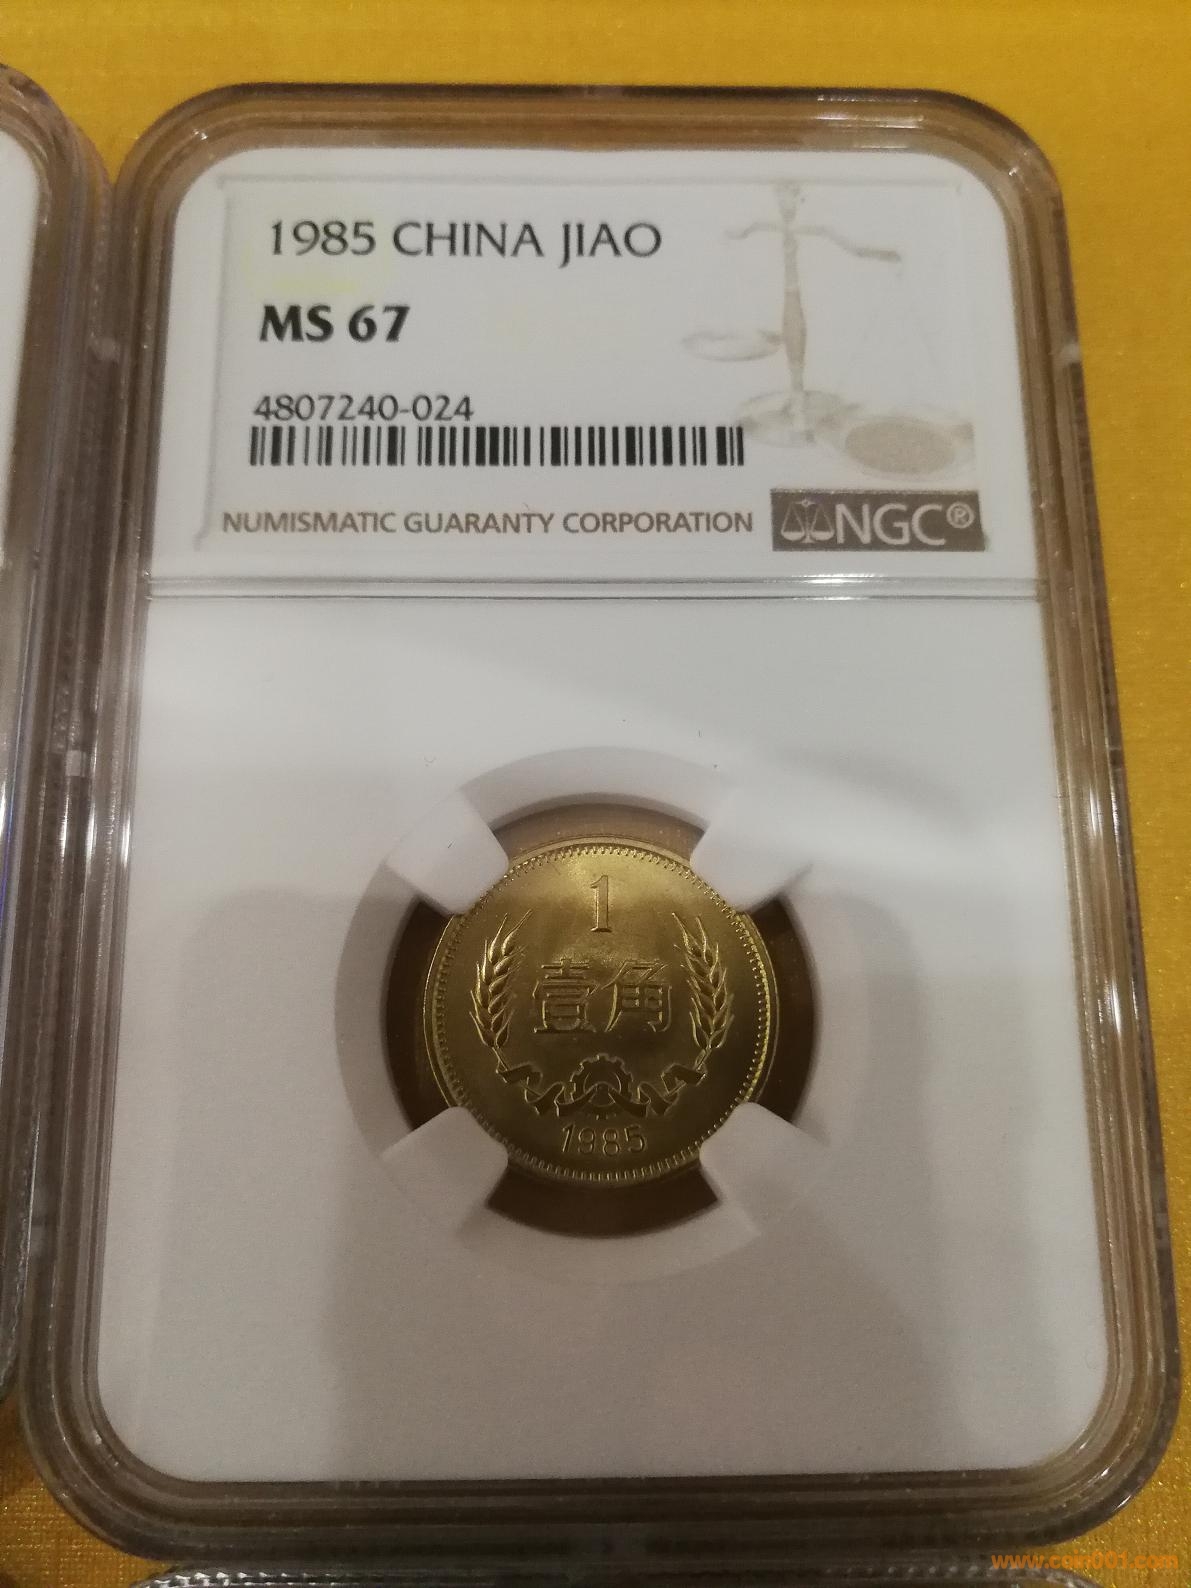 1985 CHINA JIAO
MS 67
4807240-024
NUMISMATIC GUARANTY CORPORATION
NGC®
1
壹角
1985
www.coin001.com